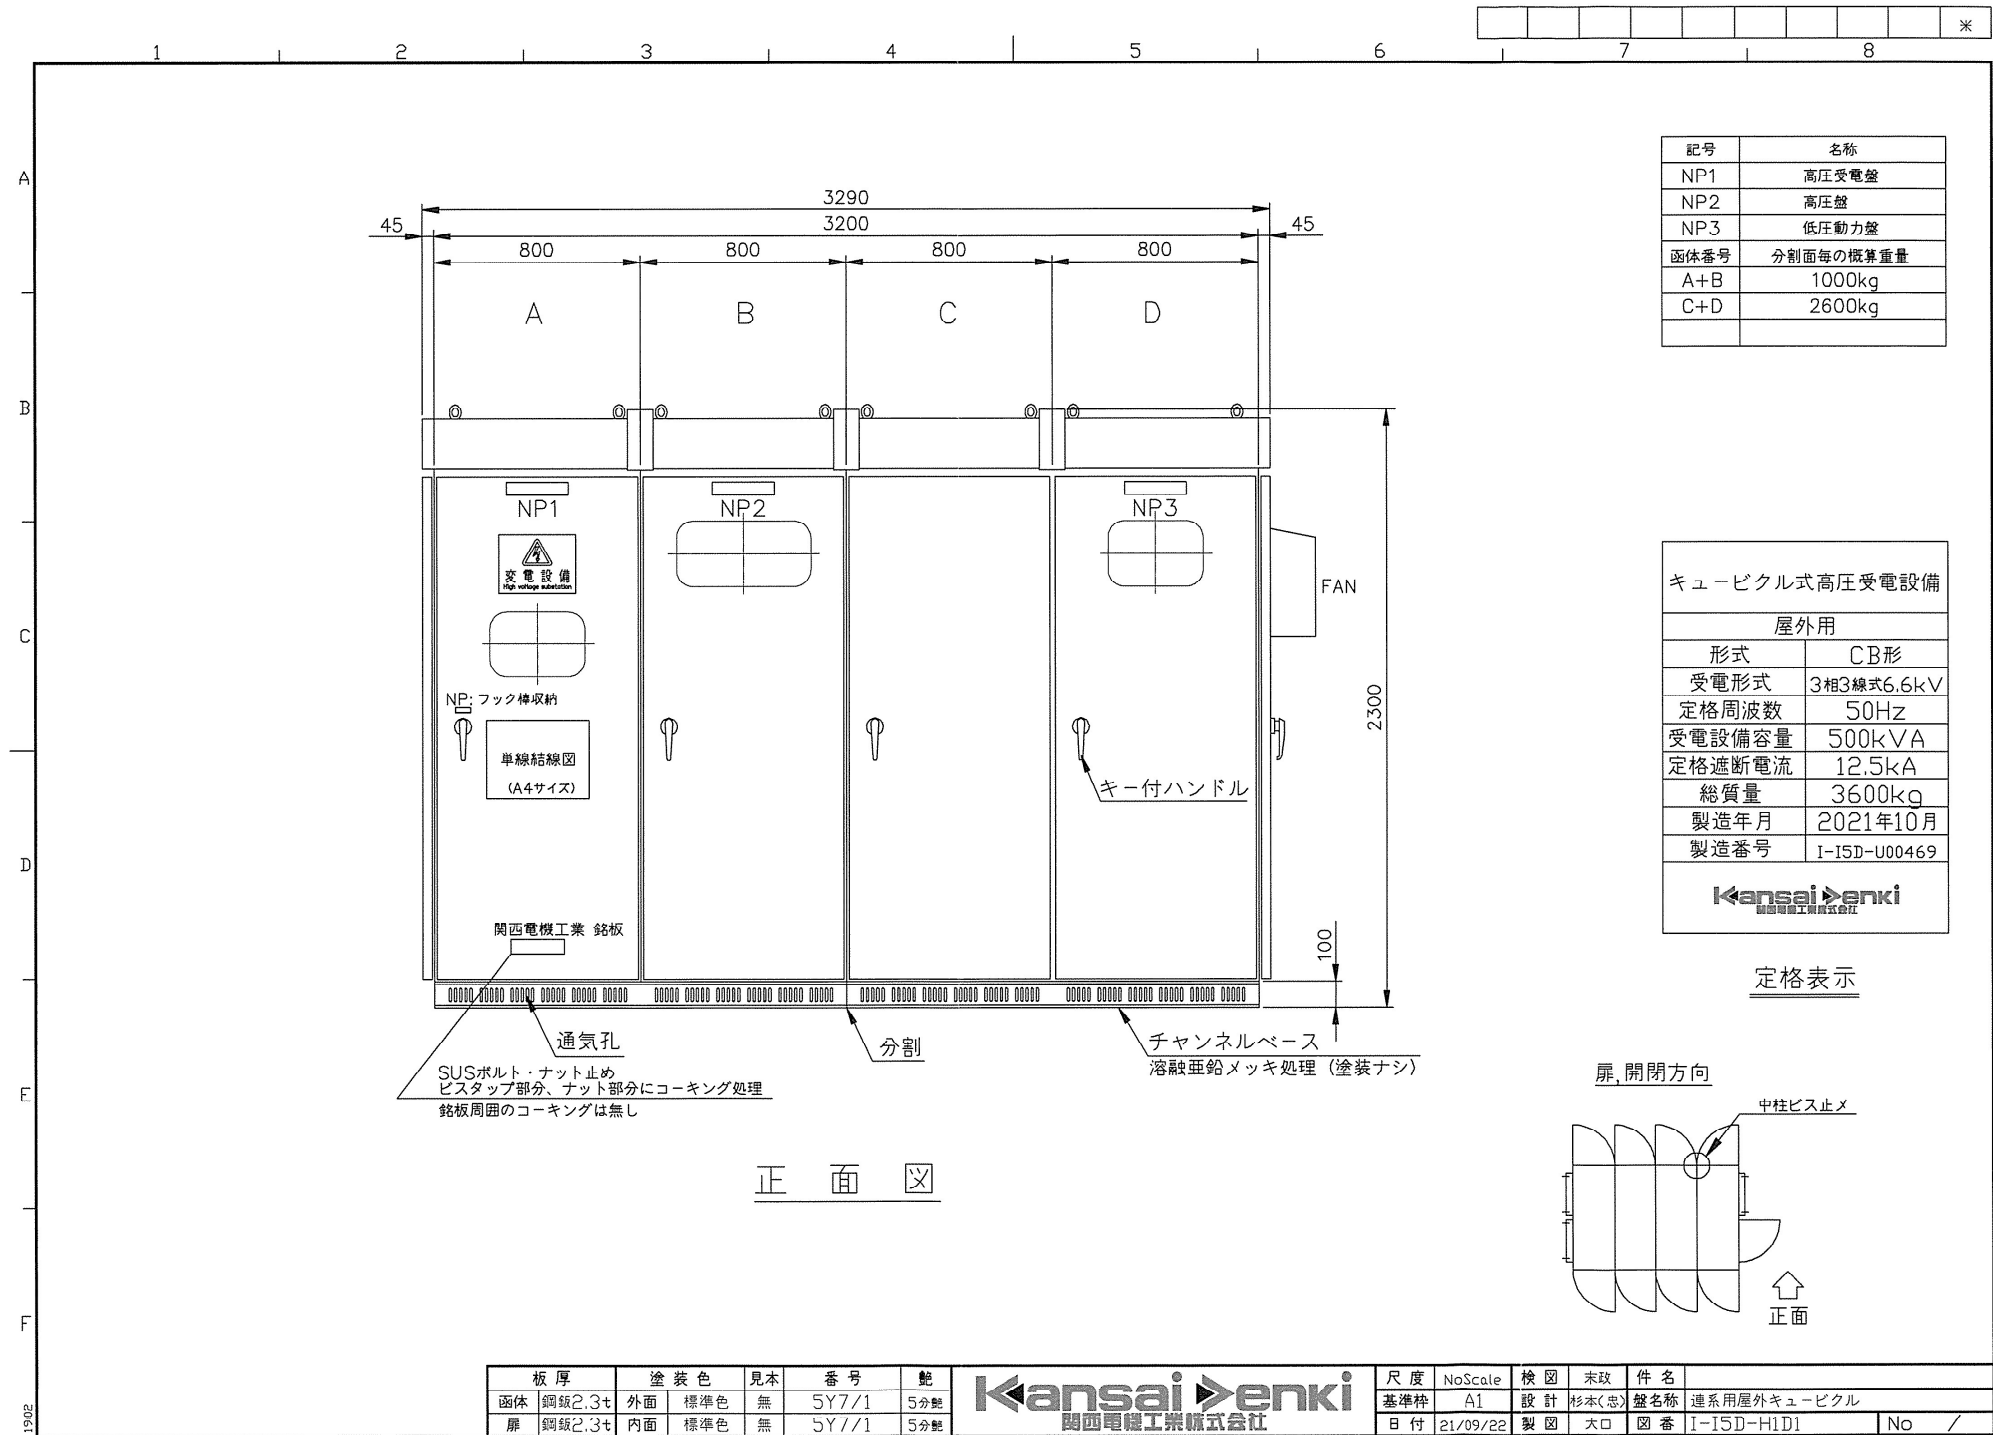 ※
1 2 3 4 5 6 7 8
A
B
C
D
E
F
3290
45 3200 45
800 800 800 800
A B C D
NP1 NP2 NP3
変電設備
High voltage substation
FAN
NP: フック棒収納
単線結線図
(A4サイズ)
キー付ハンドル
2300
100
関西電機工業 銘板
通気孔
分割
チャンネルベース
溶融亜鉛メッキ処理 (塗装ナシ)
SUSボルト・ナット止め
ビスタップ部分、ナット部分にコーキング処理
銘板周囲のコーキングは無し
正面図
記号 名称
NP1 高圧受電盤
NP2 高圧盤
NP3 低圧動力盤
函体番号 分割面毎の概算重量
A+B 1000kg
C+D 2600kg
キュービクル式高圧受電設備
屋外用
形式 CB形
受電形式 3相3線式6.6kV
定格周波数 50Hz
受電設備容量 500kVA
定格遮断電流 12.5kA
総質量 3600kg
製造年月 2021年10月
製造番号 I-I5D-U00469
Kansai Denki
関西電機工業株式会社
定格表示
扉,開閉方向
中柱ビス止メ
正面
板厚 塗装色 見本 番号 艶
函体 鋼鈑2.3t 外面 標準色 無 5Y7/1 5分艶
扉 鋼鈑2.3t 内面 標準色 無 5Y7/1 5分艶
Kansai Denki
関西電機工業株式会社
尺度 NoScale 検図 末政 件名
基準枠 A1 設計 杉本(忠) 盤名称 連系用屋外キュービクル
日付 21/09/22 製図 大口 図番 I-I5D-H1D1 No /
1902